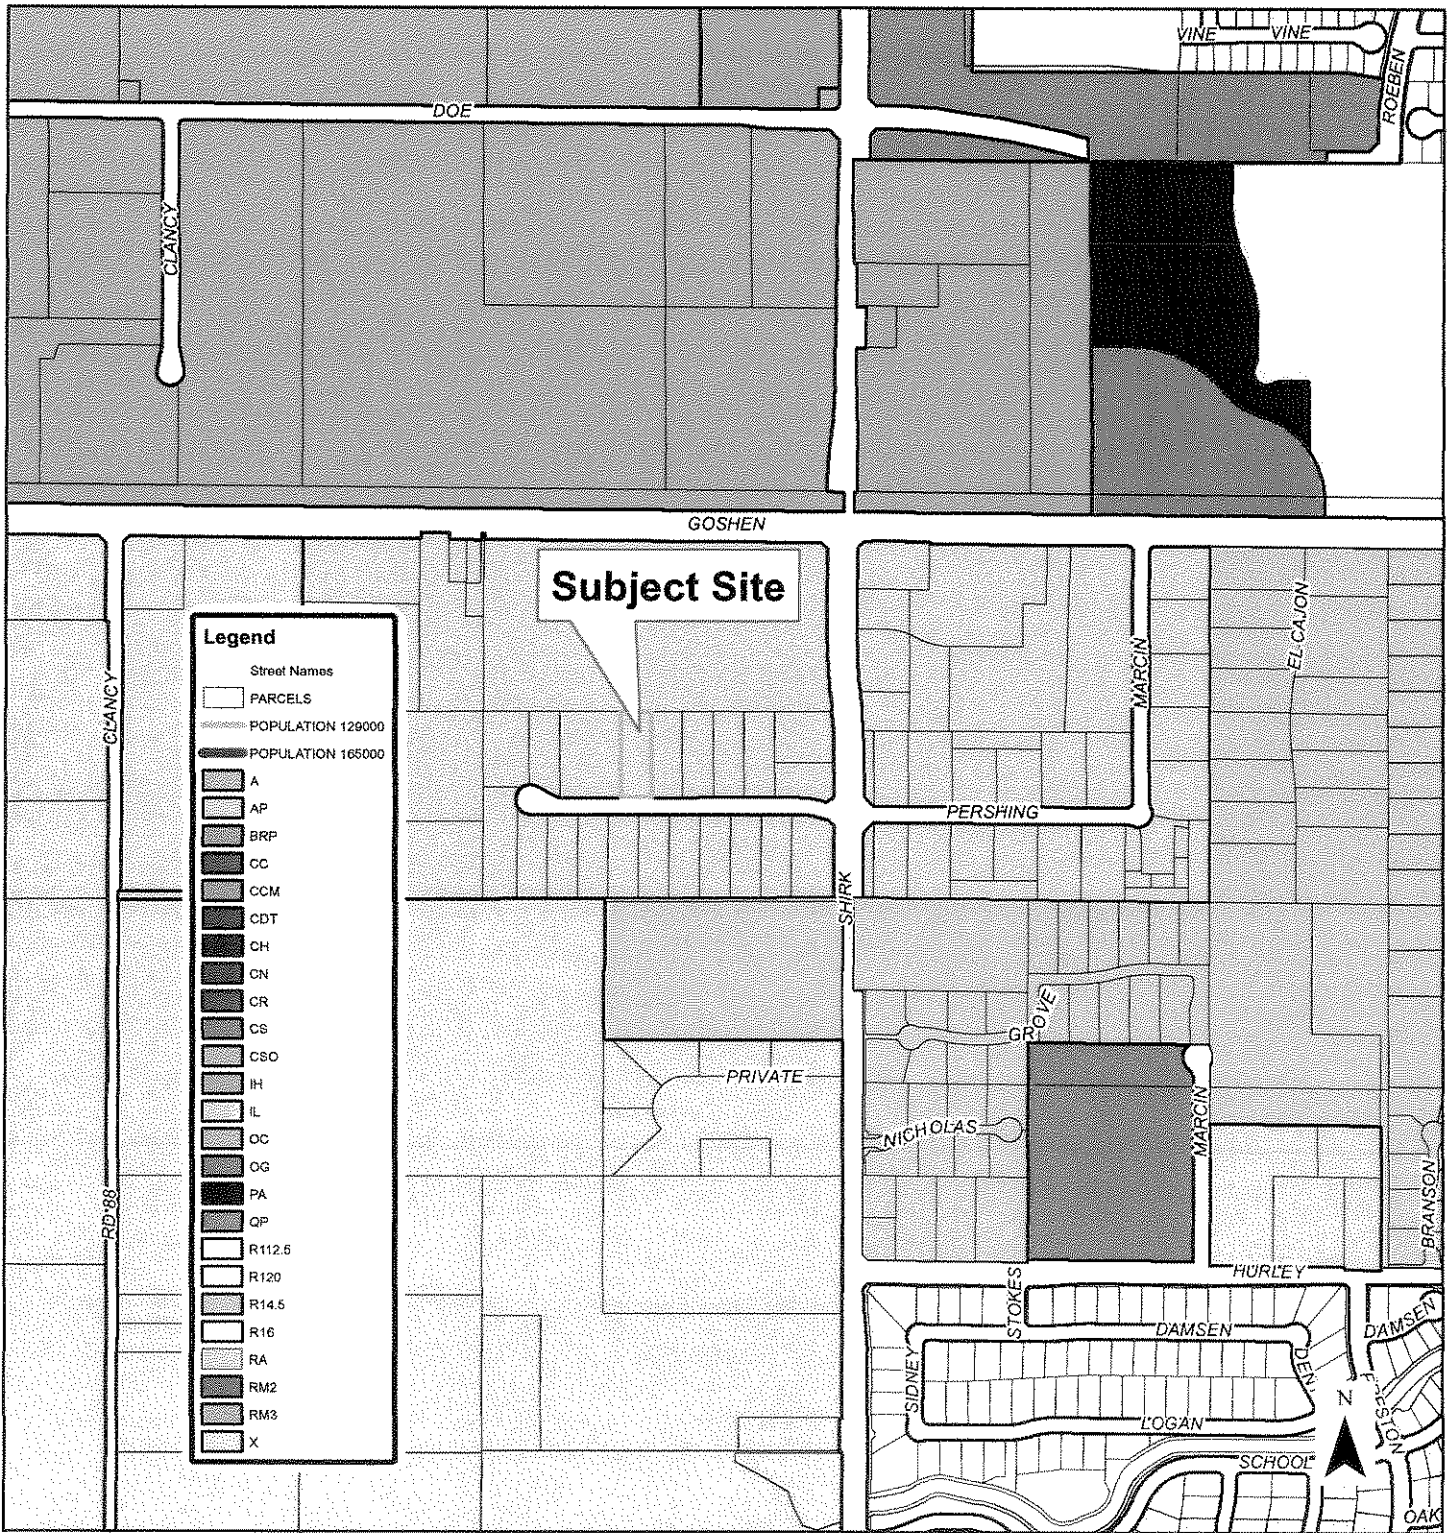 VINE
VINE
ROEBEN
DOE
CLANCY
GOSHEN
Subject Site
EL CAJON
MARCIN
CLANCY
Legend
Street Names
PARCELS
POPULATION 129000
POPULATION 165000
A
AP
BRP
CC
CCM
CDT
CH
CN
CR
CS
CSO
IH
IL
OC
OG
PA
QP
R112.5
R120
R14.5
R16
RA
RM2
RM3
X
PERSHING
SHIRK
GROVE
PRIVATE
NICHOLAS
MARCIN
BRANSON
RD 88
HURLEY
STOKES
DAMSEN
DAMSEN
SIDNEY
DEN
N
LOGAN
SCHOOL
OAK